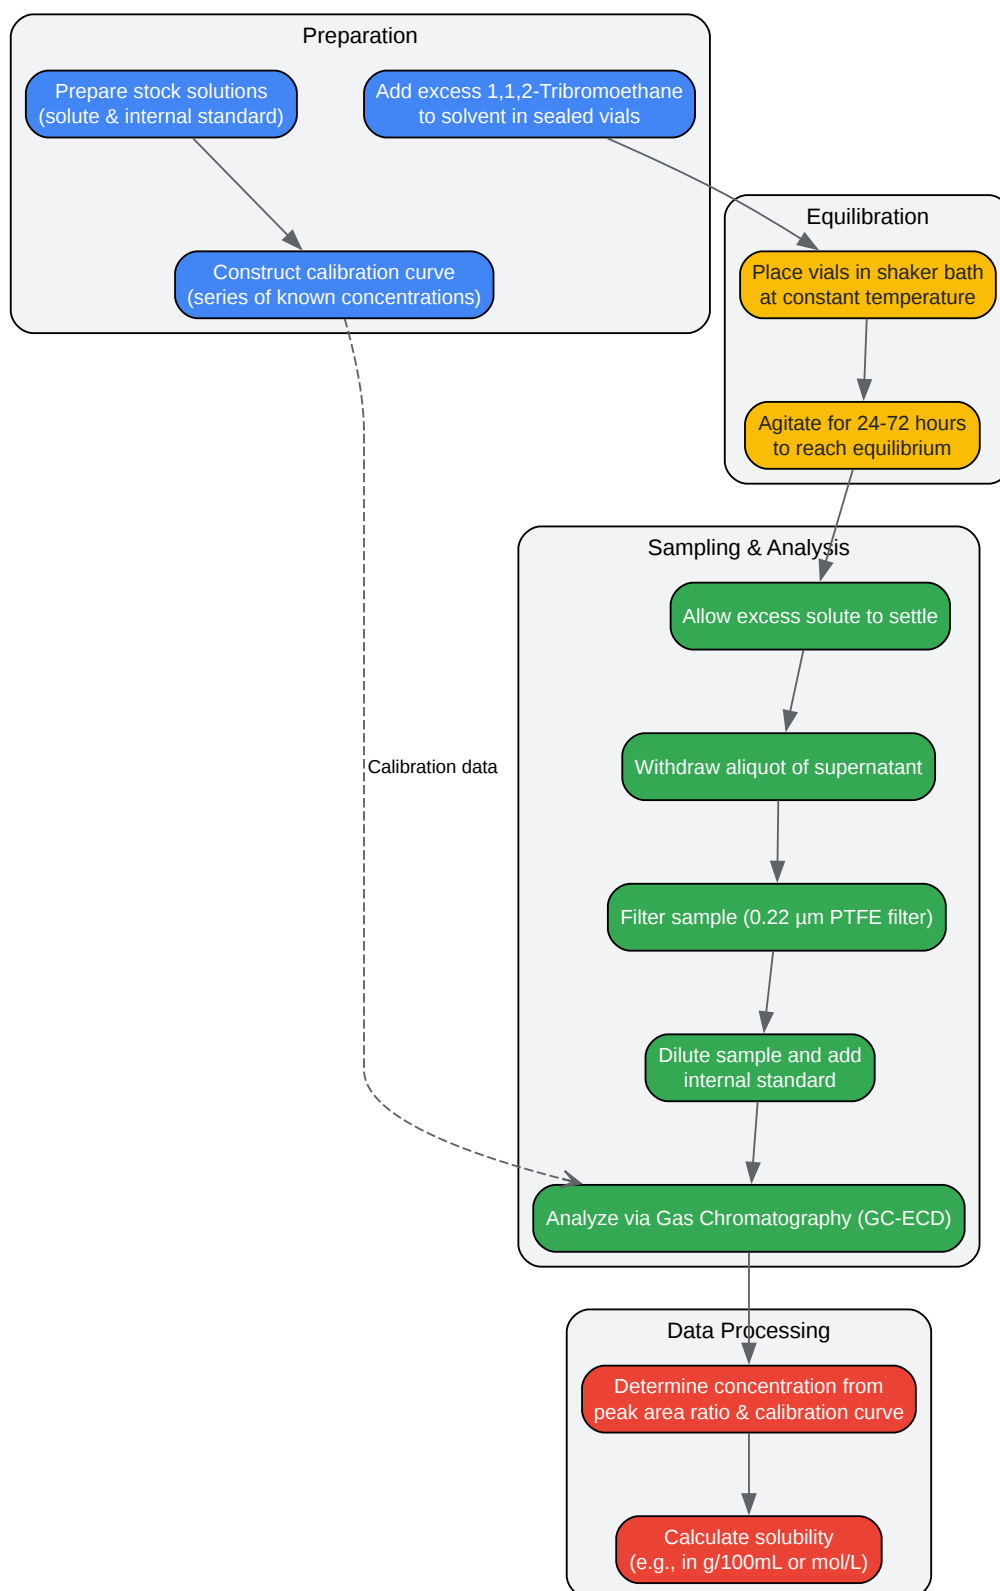 Preparation
Prepare stock solutions
(solute & internal standard)
Add excess 1,1,2-Tribromoethane
to solvent in sealed vials
Construct calibration curve
(series of known concentrations)
Equilibration
Place vials in shaker bath
at constant temperature
Agitate for 24-72 hours
to reach equilibrium
Sampling & Analysis
Allow excess solute to settle
Withdraw aliquot of supernatant
Calibration data
Filter sample (0.22 µm PTFE filter)
Dilute sample and add
internal standard
Analyze via Gas Chromatography (GC-ECD)
Data Processing
Determine concentration from
peak area ratio & calibration curve
Calculate solubility
(e.g., in g/100mL or mol/L)